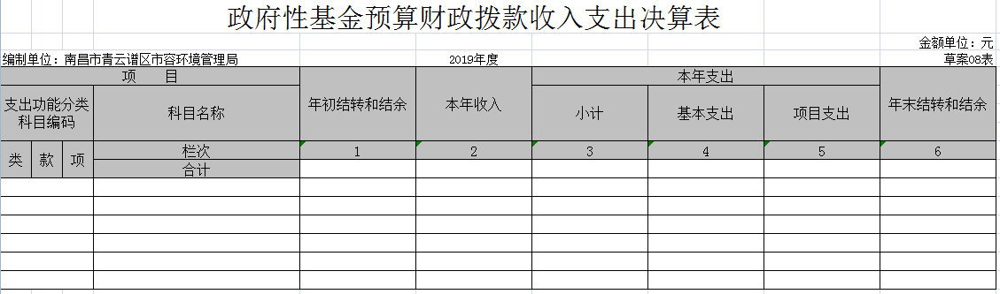 政府性基金预算财政拨款收入支出决算表
金额单位：元
编制单位：南昌市青云谱区市容环境管理局 2019年度 草案08表
项 目 年初结转和结余 本年收入 本年支出 年末结转和结余
支出功能分类科目编码 科目名称 小计 基本支出 项目支出
类 款 项 栏次 1 2 3 4 5 6
合计